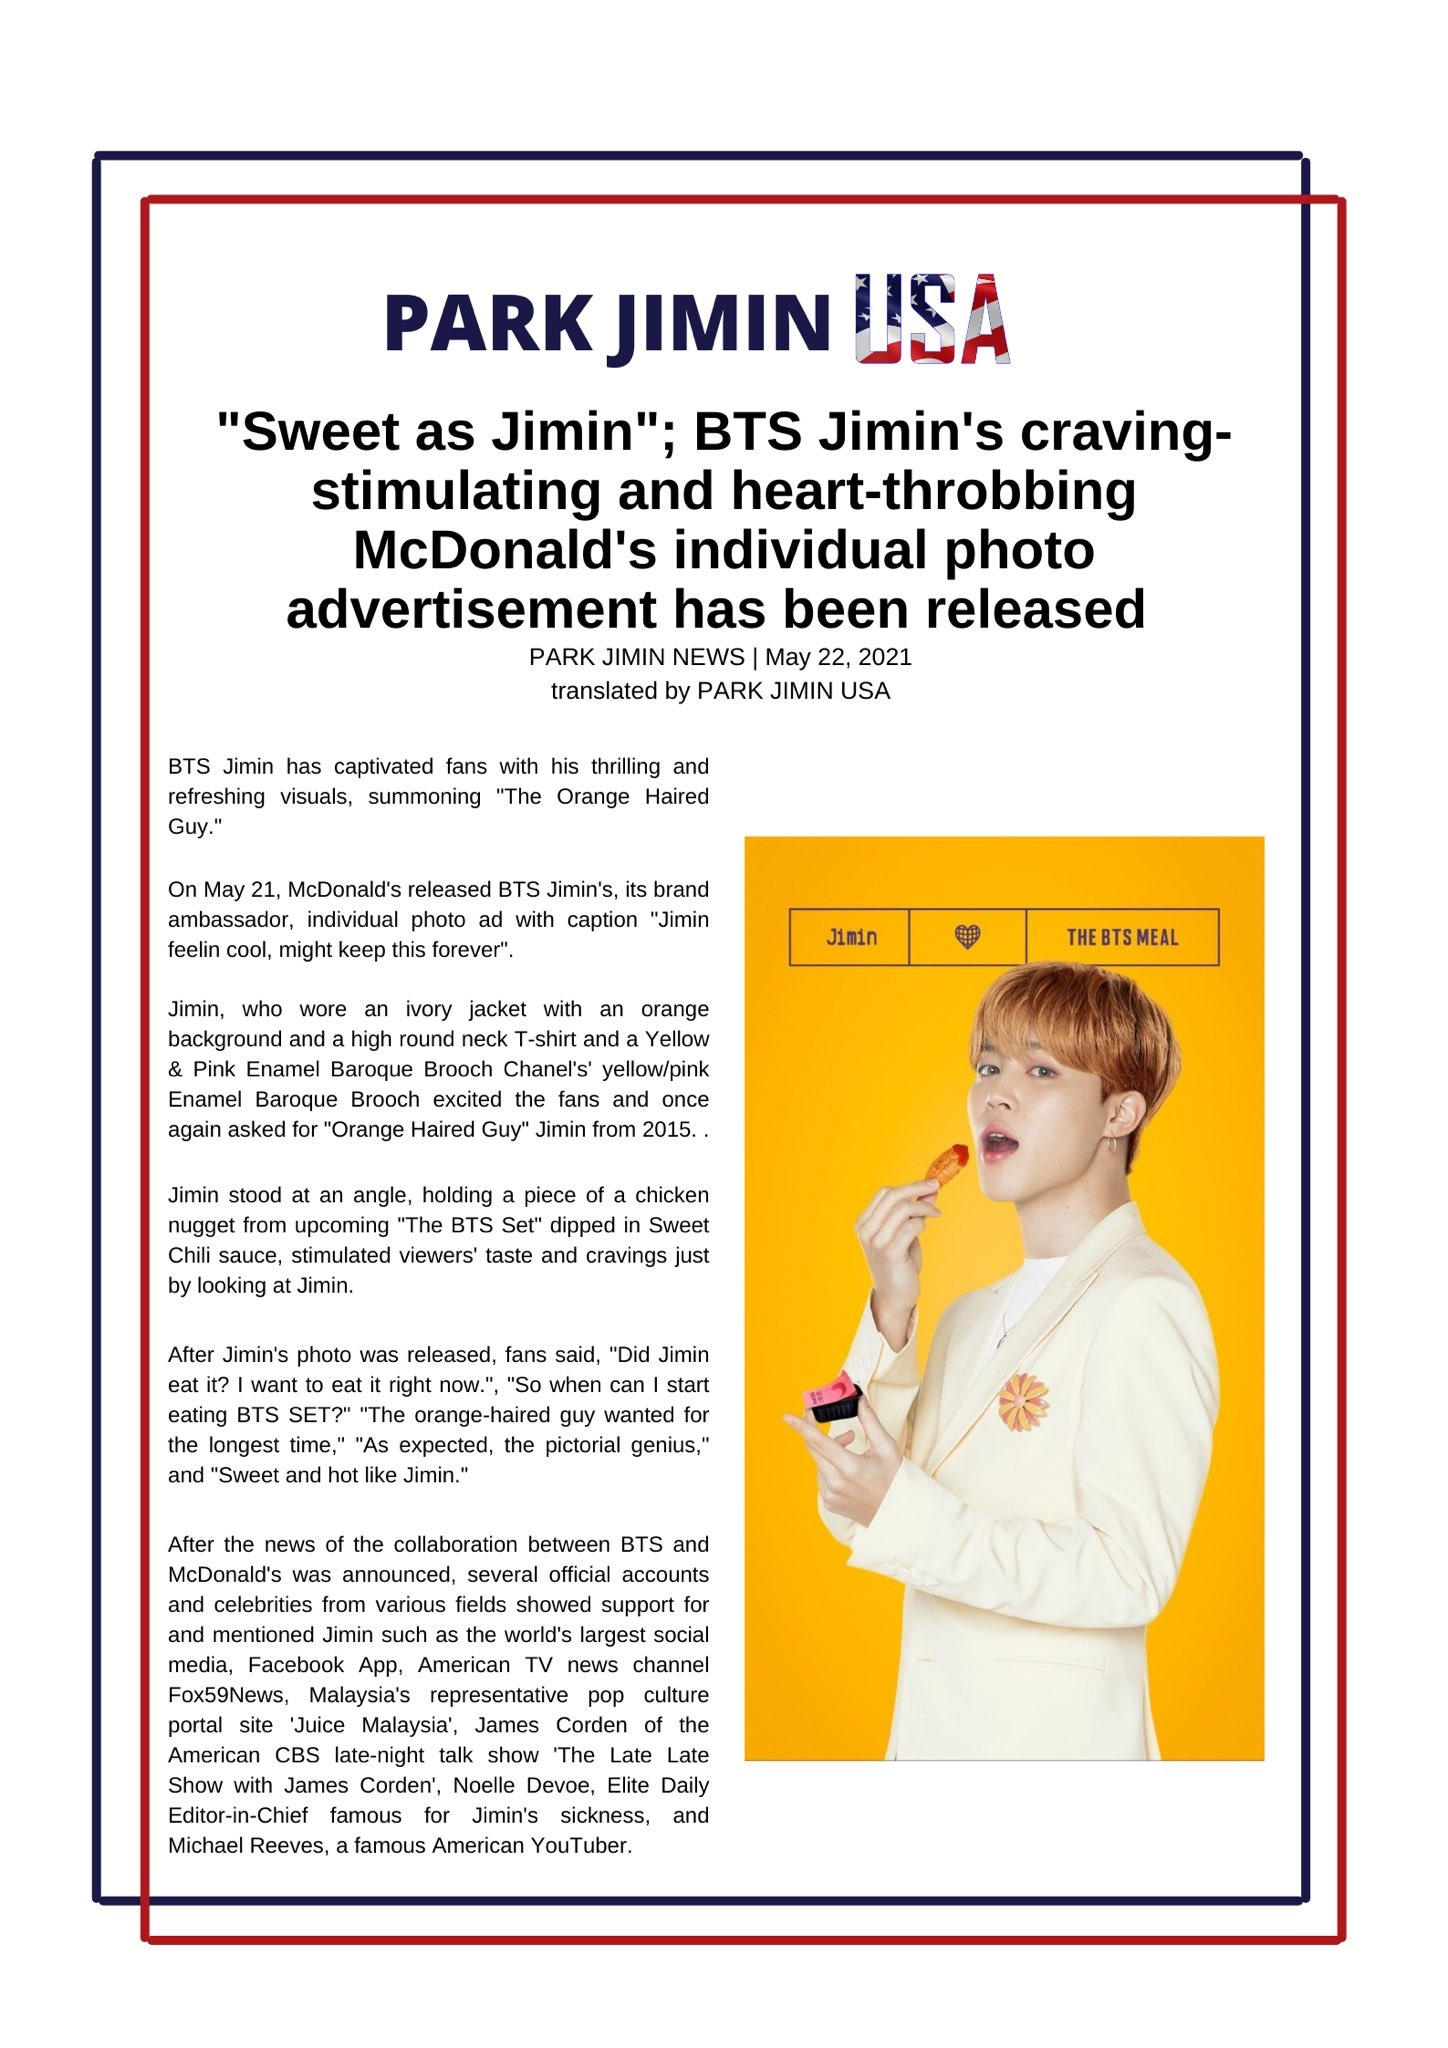 PARK JIMIN USA
"Sweet as Jimin"; BTS Jimin's craving-
stimulating and heart-throbbing
McDonald's individual photo
advertisement has been released
PARK JIMIN NEWS | May 22, 2021
translated by PARK JIMIN USA
BTS Jimin has captivated fans with his thrilling and
refreshing visuals, summoning "The Orange Haired
Guy."
On May 21, McDonald's released BTS Jimin's, its brand
ambassador, individual photo ad with caption "Jimin
feelin cool, might keep this forever".
Jimin, who wore an ivory jacket with an orange
background and a high round neck T-shirt and a Yellow
& Pink Enamel Baroque Brooch Chanel's' yellow/pink
Enamel Baroque Brooch excited the fans and once
again asked for "Orange Haired Guy" Jimin from 2015. .
Jimin stood at an angle, holding a piece of a chicken
nugget from upcoming "The BTS Set" dipped in Sweet
Chili sauce, stimulated viewers' taste and cravings just
by looking at Jimin.
After Jimin's photo was released, fans said, "Did Jimin
eat it? I want to eat it right now.", "So when can I start
eating BTS SET?" "The orange-haired guy wanted for
the longest time," "As expected, the pictorial genius,"
and "Sweet and hot like Jimin."
After the news of the collaboration between BTS and
McDonald's was announced, several official accounts
and celebrities from various fields showed support for
and mentioned Jimin such as the world's largest social
media, Facebook App, American TV news channel
Fox59News, Malaysia's representative pop culture
portal site 'Juice Malaysia', James Corden of the
American CBS late-night talk show 'The Late Late
Show with James Corden', Noelle Devoe, Elite Daily
Editor-in-Chief famous for Jimin's sickness, and
Michael Reeves, a famous American YouTuber.
Jimin
THE BTS MEAL